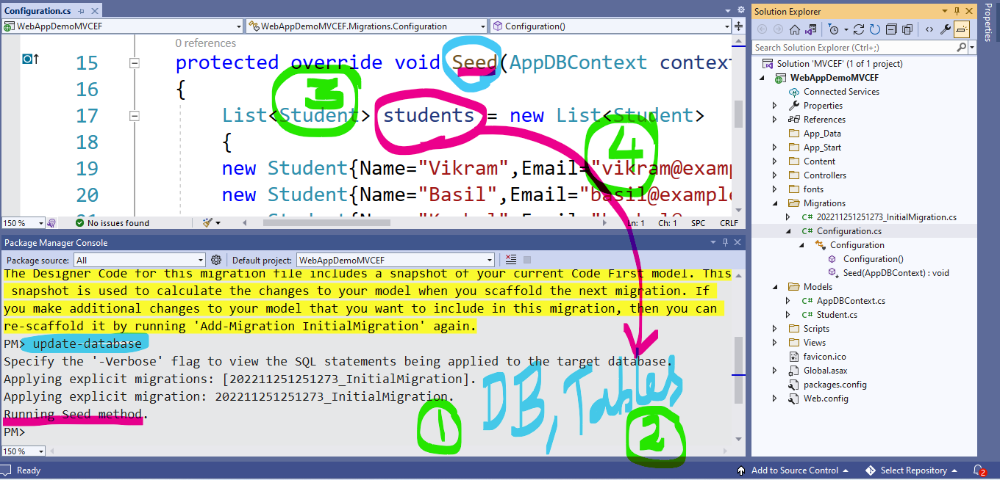 Configuration.cs
WebAppDemoMVCEF
WebAppDemoMVCEF.Migrations.Configuration
Configuration()
0 references
15 protected override void Seed(AppDBContext context
16 {
17 List<Student> students = new List<Student>
18 {
19 new Student{Name="Vikram",Email="vikram@examp
20 new Student{Name="Basil",Email="basil@example
3
4
150 %
No issues found
Ln: 1 Ch: 1 SPC CRLF
Package Manager Console
Package source: All
Default project: WebAppDemoMVCEF
The Designer Code for this migration file includes a snapshot of your current Code First model. This
snapshot is used to calculate the changes to your model when you scaffold the next migration. If
you make additional changes to your model that you want to include in this migration, then you can
re-scaffold it by running 'Add-Migration InitialMigration' again.
PM> update-database
Specify the '-Verbose' flag to view the SQL statements being applied to the target database.
Applying explicit migrations: [202211251251273_InitialMigration].
Applying explicit migration: 202211251251273_InitialMigration.
Running Seed method.
PM>
DB, Tables
1
2
150 %
Solution Explorer
Search Solution Explorer (Ctrl+;)
Solution 'MVCEF' (1 of 1 project)
WebAppDemoMVCEF
Connected Services
Properties
References
App_Data
App_Start
Content
Controllers
fonts
Migrations
C# 202211251251273_InitialMigration.cs
C# Configuration.cs
Configuration
Configuration()
Seed(AppDBContext) : void
Models
C# AppDBContext.cs
C# Student.cs
Scripts
Views
favicon.ico
Global.asax
packages.config
Web.config
Properties
Ready
Add to Source Control
Select Repository
2